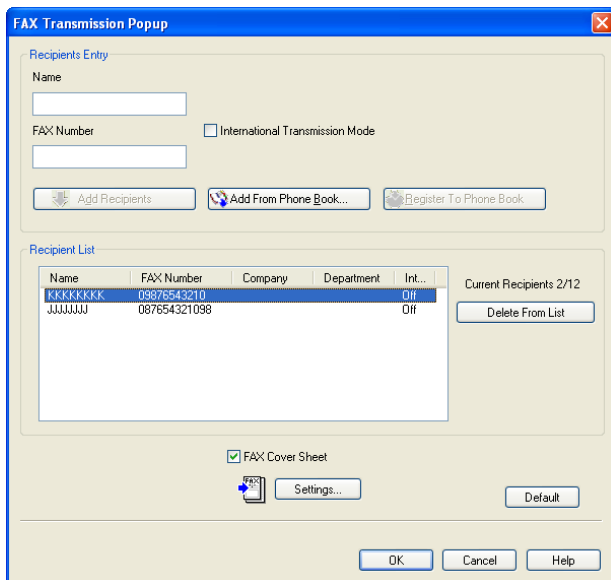 FAX Transmission Popup
Recipients Entry
Name
FAX Number
International Transmission Mode
Add Recipients
Add From Phone Book...
Register To Phone Book
Recipient List
Name FAX Number Company Department Int...
KKKKKKKK 09876543210 Off
JJJJJJJJ 087654321098 Off
Current Recipients 2/12
Delete From List
FAX Cover Sheet
FAX
Settings...
Default
OK Cancel Help